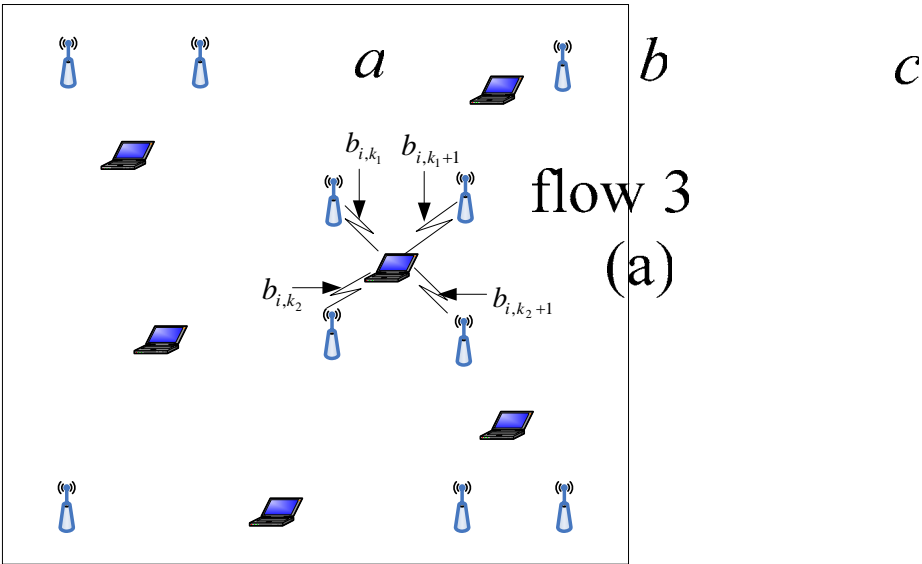 a b c
b_{i,k_1} b_{i,k_1+1}
flow 3
(a)
b_{i,k_2} b_{i,k_2+1}